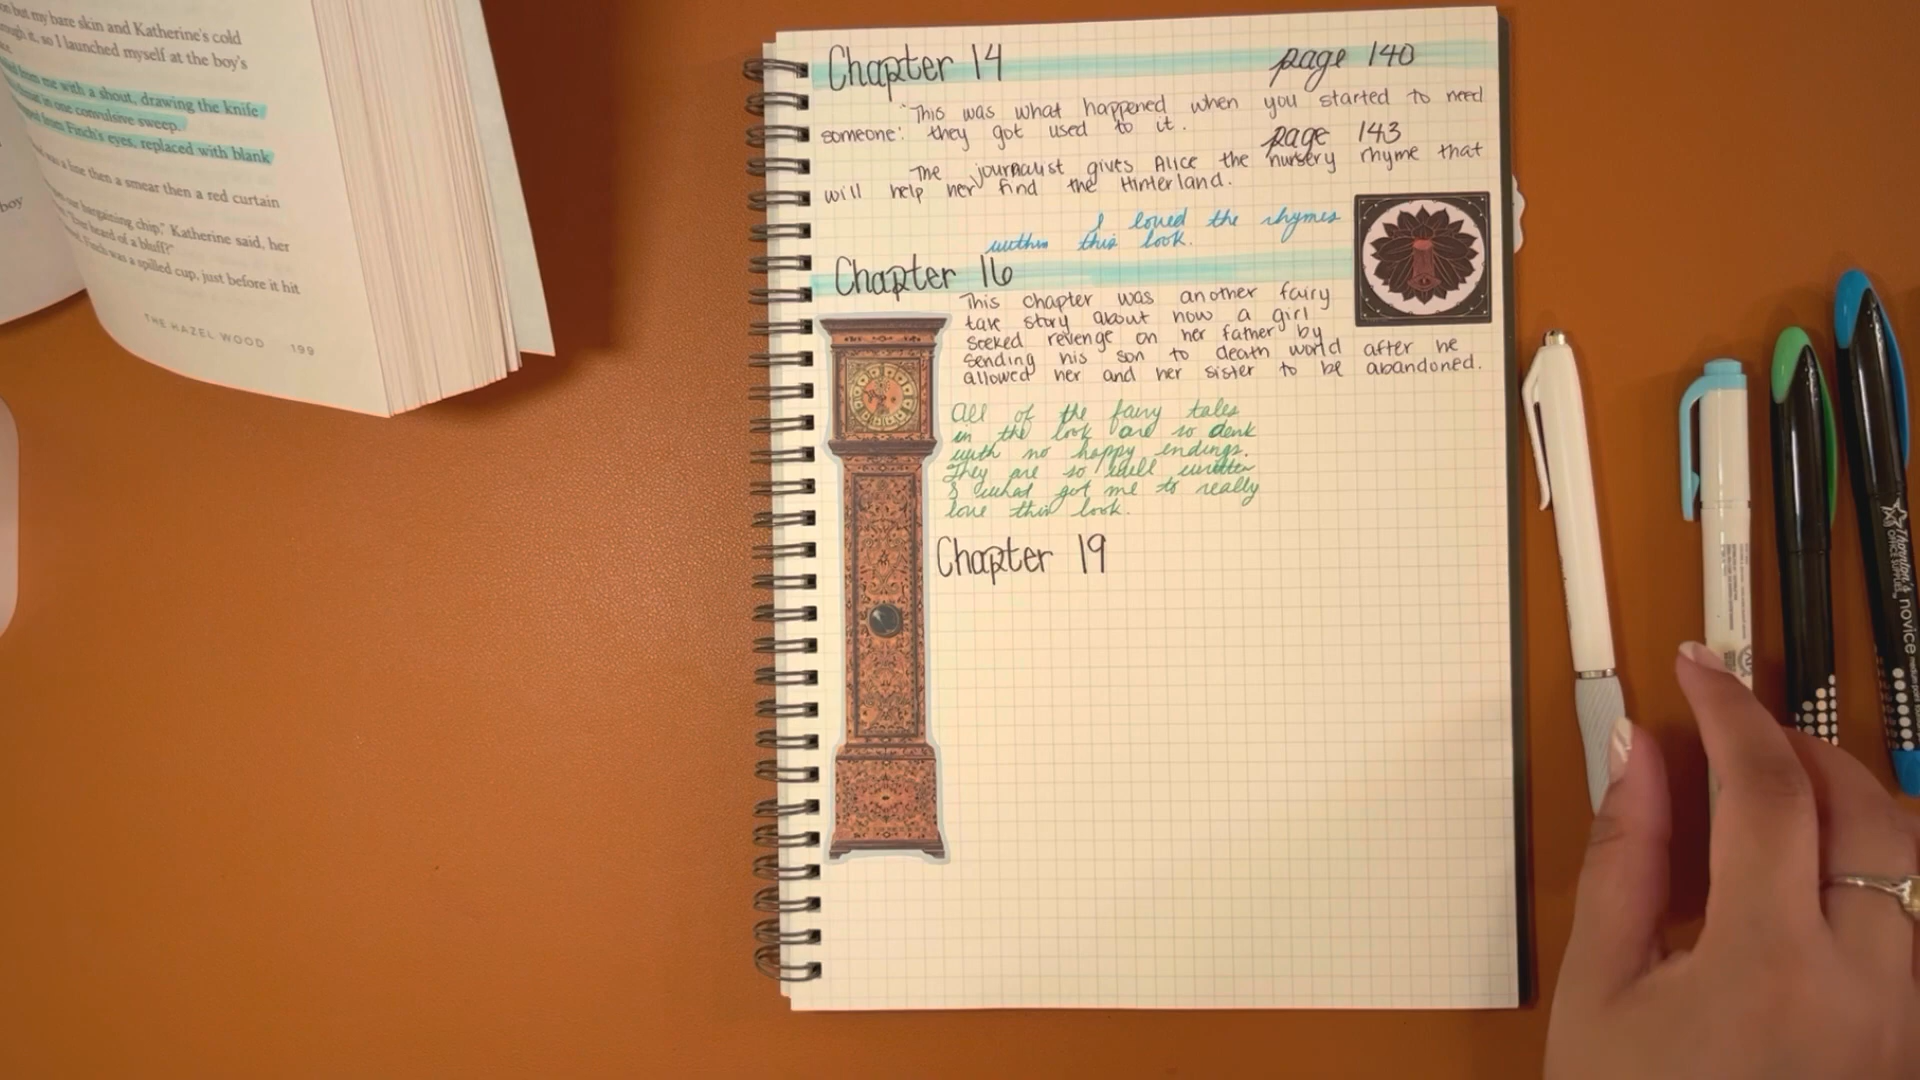 but my bare skin and Katherine's cold
it, so I launched myself at the boy's
from me with a shout, drawing the knife
in one convulsive sweep.
from Finch's eyes, replaced with blank
was a line then a smear then a red curtain
our bargaining chip," Katherine said, her
"Ever heard of a bluff?"
Finch was a spilled cup, just before it hit
boy
THE HAZEL WOOD 199
Chapter 14 page 140
"This was what happened when you started to need
someone: they got used to it.
page 143
The journalist gives Alice the nursery rhyme that
will help her find the Hinterland.
I loved the rhymes
within this book.
Chapter 16
This chapter was another fairy
tale story about how a girl
seeked revenge on her father by
sending his son to death world after he
allowed her and her sister to be abandoned.
All of the fairy tales
in the book are so dark
with no happy endings.
They are so well written
& what got me to really
love this book.
Chapter 19
Thornton's novice
OFFICE SUPPLIES